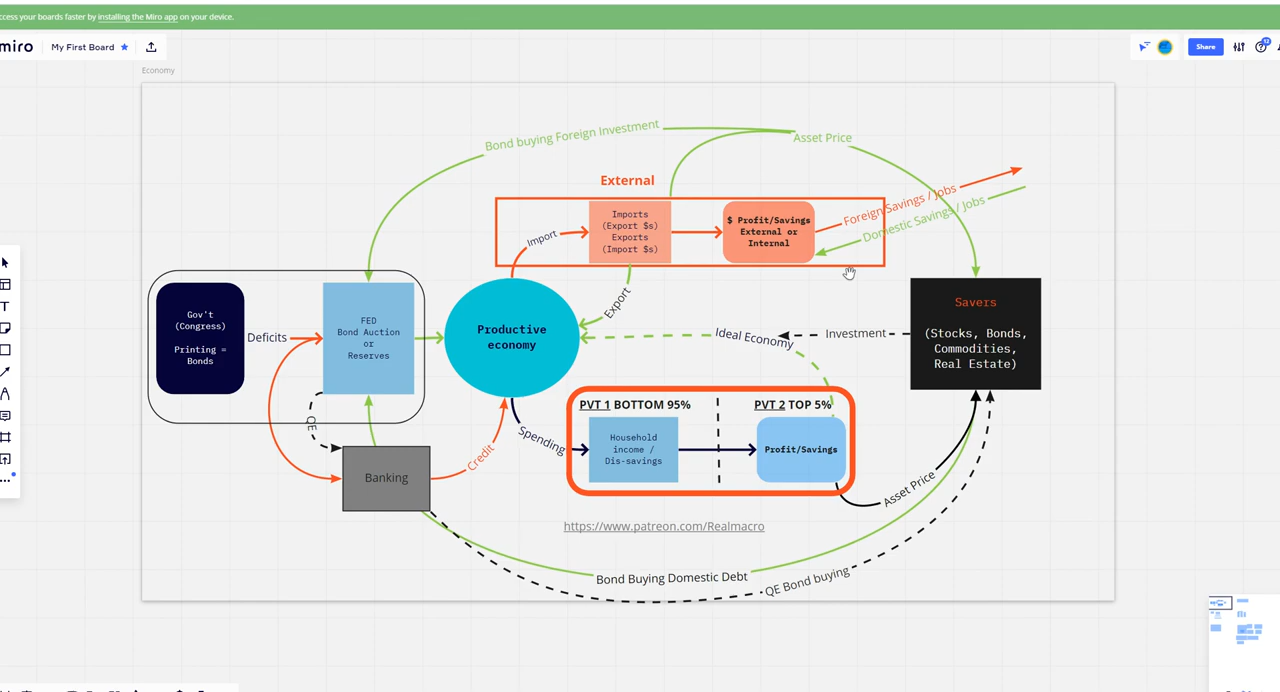 ccess your boards faster by installing the Miro app on your device.
miro
My First Board
Share
12
Economy
Bond buying Foreign Investment
Asset Price
External
Imports
(Export $s)
Exports
(Import $s)
$ Profit/Savings
External or
Internal
Foreign Savings / Jobs
Domestic Savings / Jobs
Import
Export
Gov't
(Congress)
Printing =
Bonds
Deficits
FED
Bond Auction
or
Reserves
Productive
economy
Ideal Economy
Investment
Savers
(Stocks, Bonds,
Commodities,
Real Estate)
QE
Banking
Credit
Spending
PVT 1 BOTTOM 95%
PVT 2 TOP 5%
Household
income /
Dis-savings
Profit/Savings
Asset Price
https://www.patreon.com/Realmacro
Bond Buying Domestic Debt
QE Bond buying